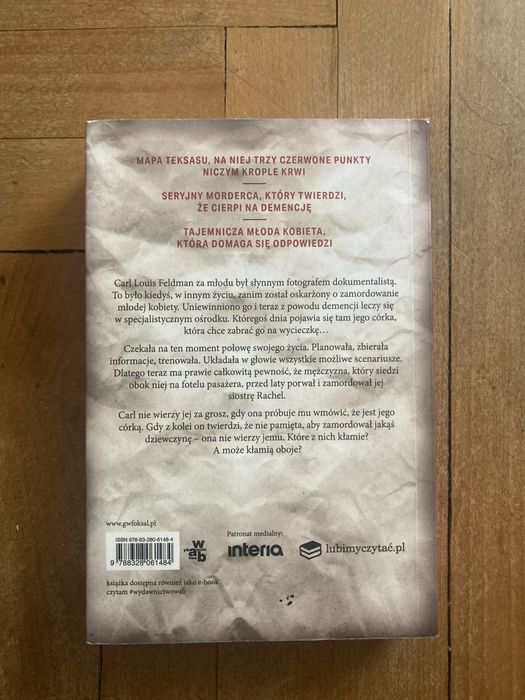 MAPA TEKSASU, NA NIEJ TRZY CZERWONE PUNKTY
NICZYM KROPLE KRWI
SERYJNY MORDERCA, KTÓRY TWIERDZI,
ŻE CIERPI NA DEMENCJĘ
TAJEMNICZA MŁODA KOBIETA,
KTÓRA DOMAGA SIĘ ODPOWIEDZI
Carl Louis Feldman za młodu był słynnym fotografem dokumentalistą.
To było kiedyś, w innym życiu, zanim został oskarżony o zamordowanie
młodej kobiety. Uniewinniono go i teraz z powodu demencji leczy się
w specjalistycznym ośrodku. Któregoś dnia pojawia się tam jego córka,
która chce zabrać go na wycieczkę…
Czekała na ten moment połowę swojego życia. Planowała, zbierała
informacje, trenowała. Układała w głowie wszystkie możliwe scenariusze.
Dlatego teraz ma prawie całkowitą pewność, że mężczyzna, który siedzi
obok niej na fotelu pasażera, przed laty porwał i zamordował jej
siostrę Rachel.
Carl nie wierzy jej za grosz, gdy ona próbuje mu wmówić, że jest jego
córką. Gdy z kolei on twierdzi, że nie pamięta, aby zamordował jakąś
dziewczynę – ona nie wierzy jemu. Które z nich kłamie?
A może kłamią oboje?
www.gwfoksal.pl
ISBN 978-83-280-6148-4
9 788328 061484
w
ab
Patronat medialny:
interia
lubimyczytać.pl
książka dostępna również jako e-book
czytam #wydawnictwowab